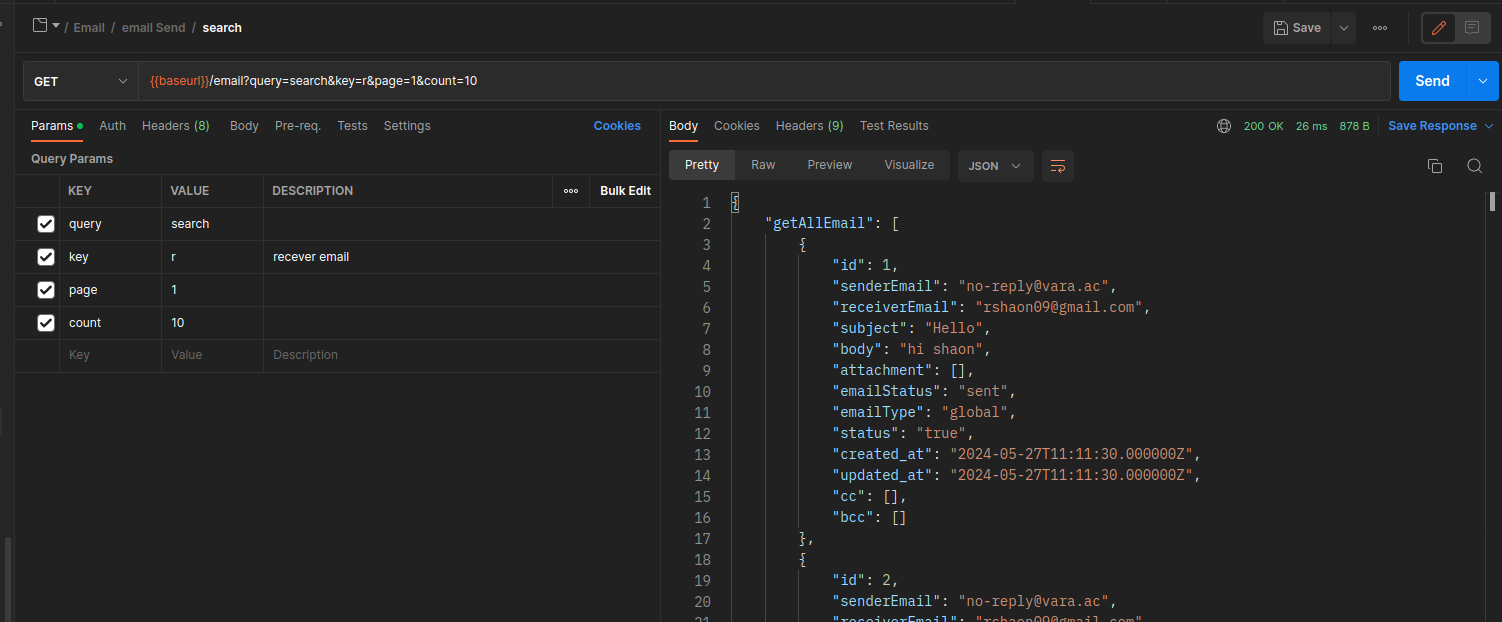 / Email / email Send / search
Save
GET {{baseurl}}/email?query=search&key=r&page=1&count=10 Send
Params Auth Headers (8) Body Pre-req. Tests Settings Cookies
Query Params
KEY VALUE DESCRIPTION Bulk Edit
query search
key r recever email
page 1
count 10
Key Value Description
Body Cookies Headers (9) Test Results 200 OK 26 ms 878 B Save Response
Pretty Raw Preview Visualize JSON
1 {
2 "getAllEmail": [
3 {
4 "id": 1,
5 "senderEmail": "no-reply@vara.ac",
6 "receiverEmail": "rshaon09@gmail.com",
7 "subject": "Hello",
8 "body": "hi shaon",
9 "attachment": [],
10 "emailStatus": "sent",
11 "emailType": "global",
12 "status": "true",
13 "created_at": "2024-05-27T11:11:30.000000Z",
14 "updated_at": "2024-05-27T11:11:30.000000Z",
15 "cc": [],
16 "bcc": []
17 },
18 {
19 "id": 2,
20 "senderEmail": "no-reply@vara.ac",
21 "receiverEmail": "rshaon09@gmail.com"